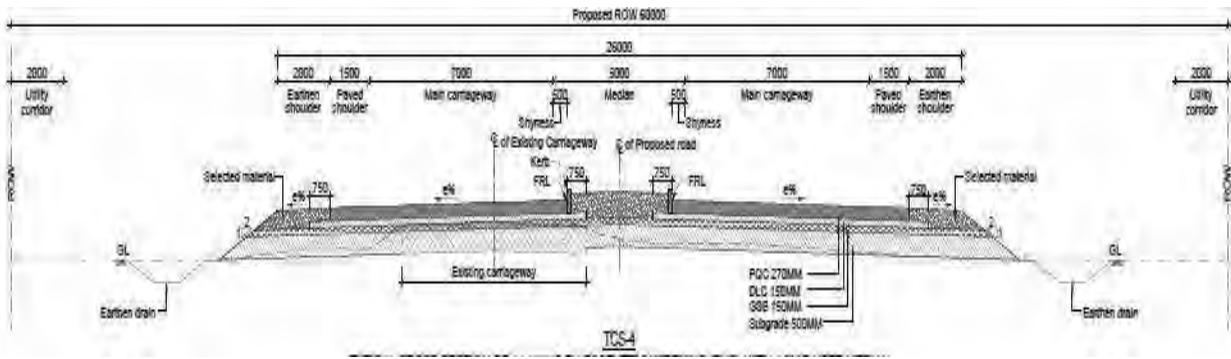 Proposed ROW 60000
26000
2000
2000
1500
7000
5000
7000
1500
2000
2000
Utility corridor
Earthen shoulder
Paved shoulder
Main carriageway
500
Median
500
Main carriageway
Paved shoulder
Earthen shoulder
Utility corridor
Shyness
Shyness
℄ of Existing Carriageway
℄ of Proposed road
Kerb
FRL
750
750
FRL
ROW
Selected material
750
e%
e%
e%
e%
750
Selected material
ROW
2
1
2
GL
GL
Existing carriageway
PQC 270MM
DLC 150MM
GSB 150MM
Subgrade 500MM
Earthen drain
Earthen drain
TCS-4